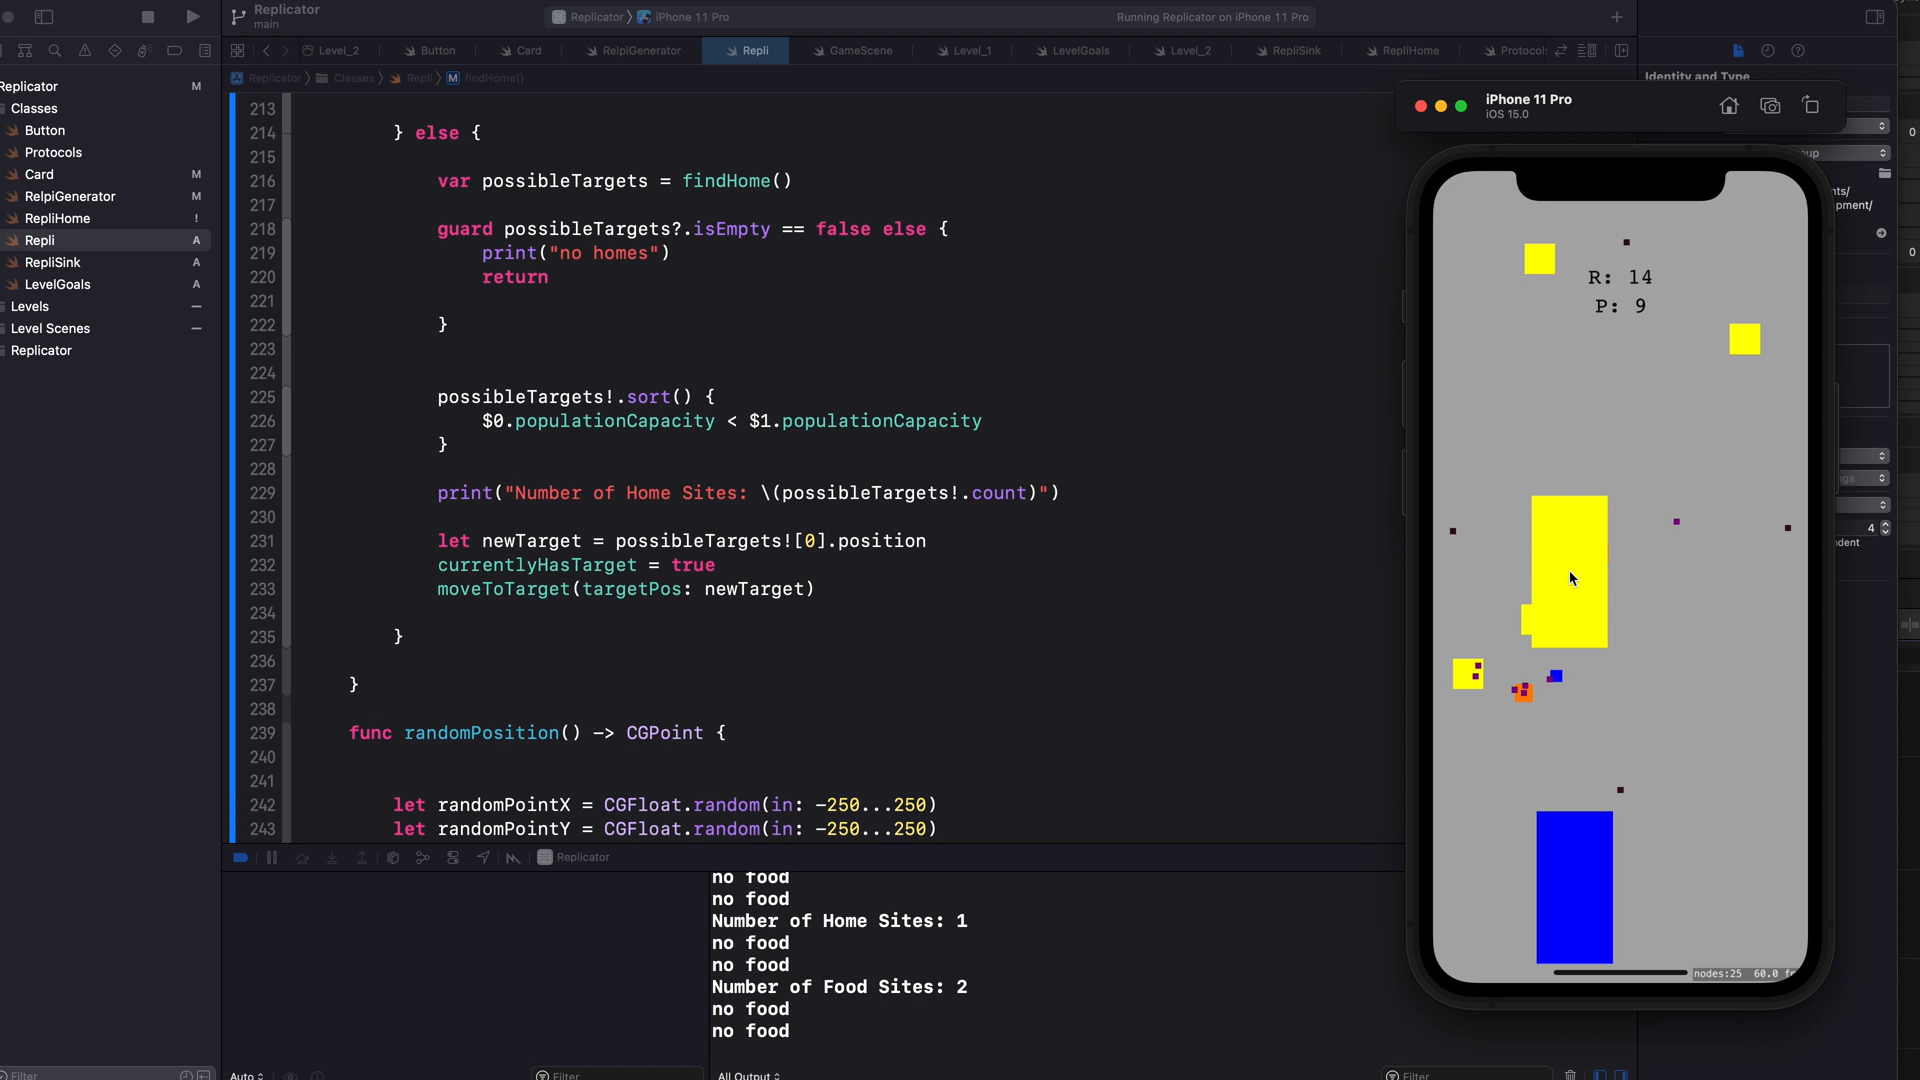 Replicator
main
Replicator
iPhone 11 Pro
Running Replicator on iPhone 11 Pro
Level_2
Button
Card
RelpiGenerator
Repli
GameScene
Level_1
LevelGoals
Level_2
RepliSink
RepliHome
Protocol
Replicator
Classes
Repli
M
findHome()
Identity and Type
Replicator M
Classes
Button
Protocols
Card M
RelpiGenerator M
RepliHome !
Repli A
RepliSink A
LevelGoals A
Levels
Level Scenes
Replicator
213
214 } else {
215
216 var possibleTargets = findHome()
217
218 guard possibleTargets?.isEmpty == false else {
219 print("no homes")
220 return
221
222 }
223
224
225 possibleTargets!.sort() {
226 $0.populationCapacity < $1.populationCapacity
227 }
228
229 print("Number of Home Sites: \(possibleTargets!.count)")
230
231 let newTarget = possibleTargets![0].position
232 currentlyHasTarget = true
233 moveToTarget(targetPos: newTarget)
234
235 }
236
237 }
238
239 func randomPosition() -> CGPoint {
240
241
242 let randomPointX = CGFloat.random(in: -250...250)
243 let randomPointY = CGFloat.random(in: -250...250)
Replicator
no food
no food
Number of Home Sites: 1
no food
no food
Number of Food Sites: 2
no food
no food
Filter
Auto
Filter
All Output
Filter
iPhone 11 Pro
iOS 15.0
R: 14
P: 9
nodes:25 60.0
0
0
4